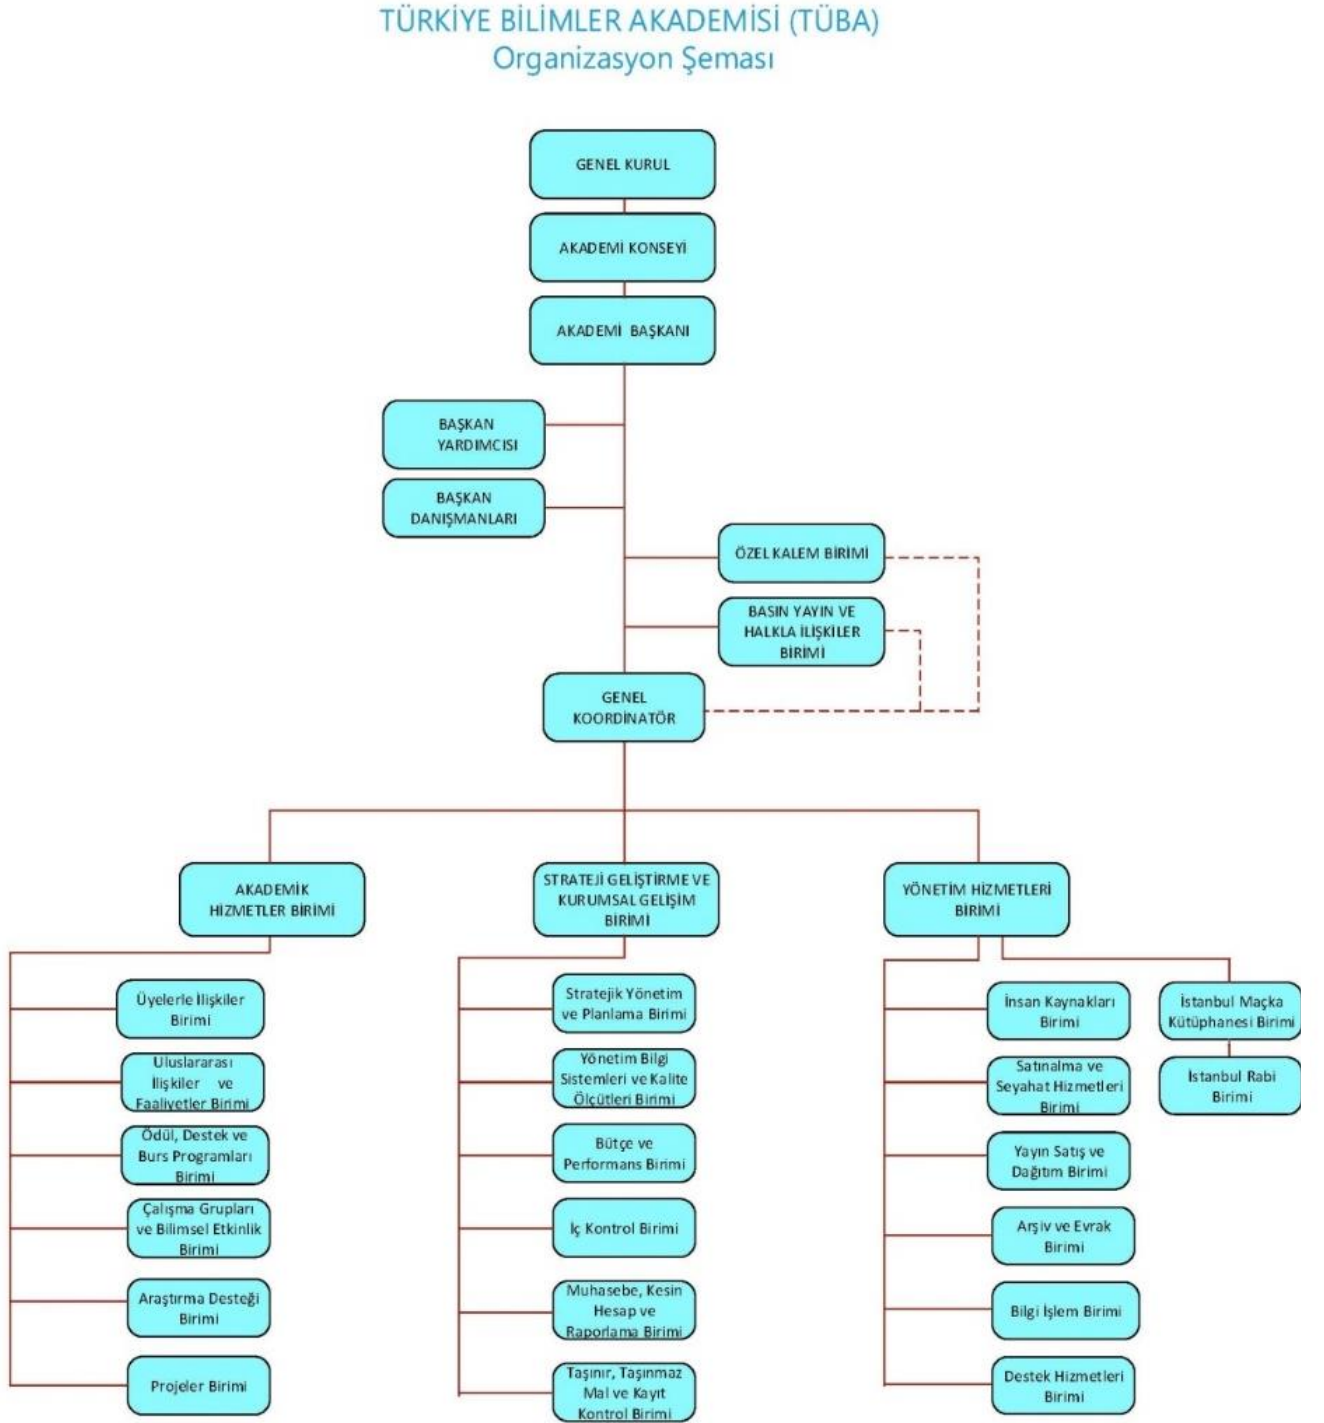 TÜRKİYE BİLİMLER AKADEMİSİ (TÜBA)
Organizasyon Şeması
GENEL KURUL
AKADEMİ KONSEYİ
AKADEMİ BAŞKANI
BAŞKAN
YARDIMCISI
BAŞKAN
DANIŞMANLARI
ÖZEL KALEM BİRİMİ
BASIN YAYIN VE
HALKLA İLİŞKİLER
BİRİMİ
GENEL
KOORDİNATÖR
AKADEMİK
HİZMETLER BİRİMİ
Üyelerle İlişkiler
Birimi
Uluslararası
İlişkiler ve
Faaliyetler Birimi
Ödül, Destek ve
Burs Programları
Birimi
Çalışma Grupları
ve Bilimsel Etkinlik
Birimi
Araştırma Desteği
Birimi
Projeler Birimi
STRATEJİ GELİŞTİRME VE
KURUMSAL GELİŞİM
BİRİMİ
Stratejik Yönetim
ve Planlama Birimi
Yönetim Bilgi
Sistemleri ve Kalite
Ölçütleri Birimi
Bütçe ve
Performans Birimi
İç Kontrol Birimi
Muhasebe, Kesin
Hesap ve
Raporlama Birimi
Taşınır, Taşınmaz
Mal ve Kayıt
Kontrol Birimi
YÖNETİM HİZMETLERİ
BİRİMİ
İnsan Kaynakları
Birimi
Satınalma ve
Seyahat Hizmetleri
Birimi
Yayın Satış ve
Dağıtım Birimi
Arşiv ve Evrak
Birimi
Bilgi İşlem Birimi
Destek Hizmetleri
Birimi
İstanbul Maçka
Kütüphanesi Birimi
İstanbul Rabi
Birimi